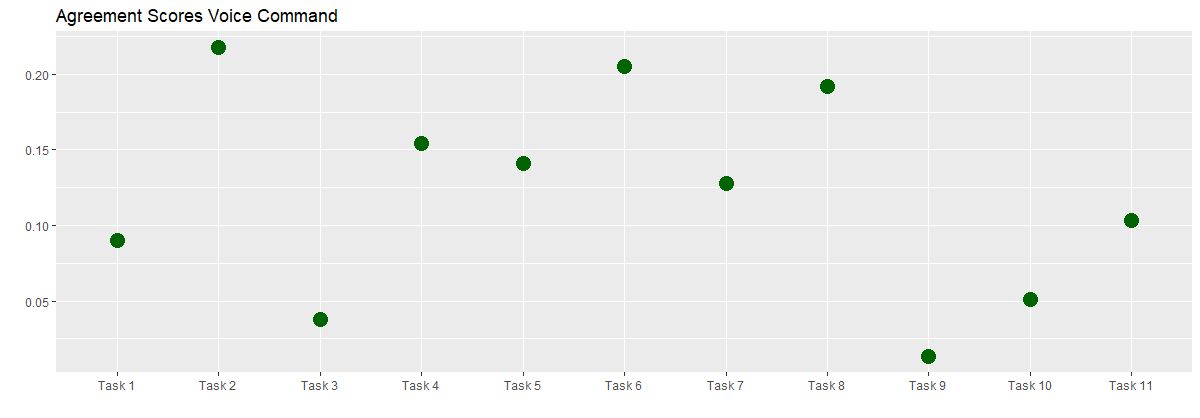 Agreement Scores Voice Command
0.20
0.15
0.10
0.05
Task 1 Task 2 Task 3 Task 4 Task 5 Task 6 Task 7 Task 8 Task 9 Task 10 Task 11